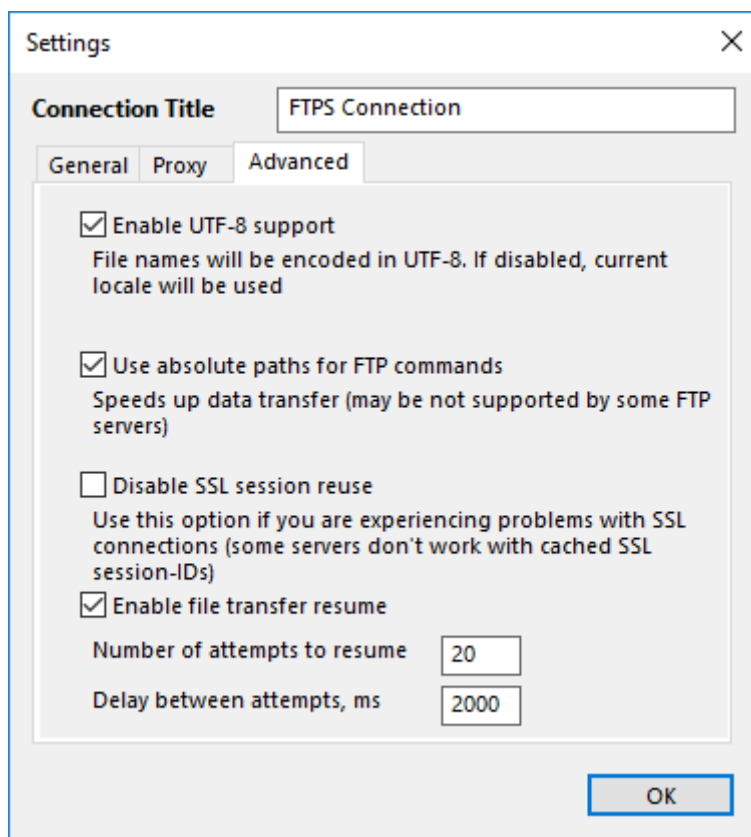 Settings
Connection Title FTPS Connection
General Proxy Advanced
Enable UTF-8 support
File names will be encoded in UTF-8. If disabled, current
locale will be used
Use absolute paths for FTP commands
Speeds up data transfer (may be not supported by some FTP
servers)
Disable SSL session reuse
Use this option if you are experiencing problems with SSL
connections (some servers don't work with cached SSL
session-IDs)
Enable file transfer resume
Number of attempts to resume 20
Delay between attempts, ms 2000
OK